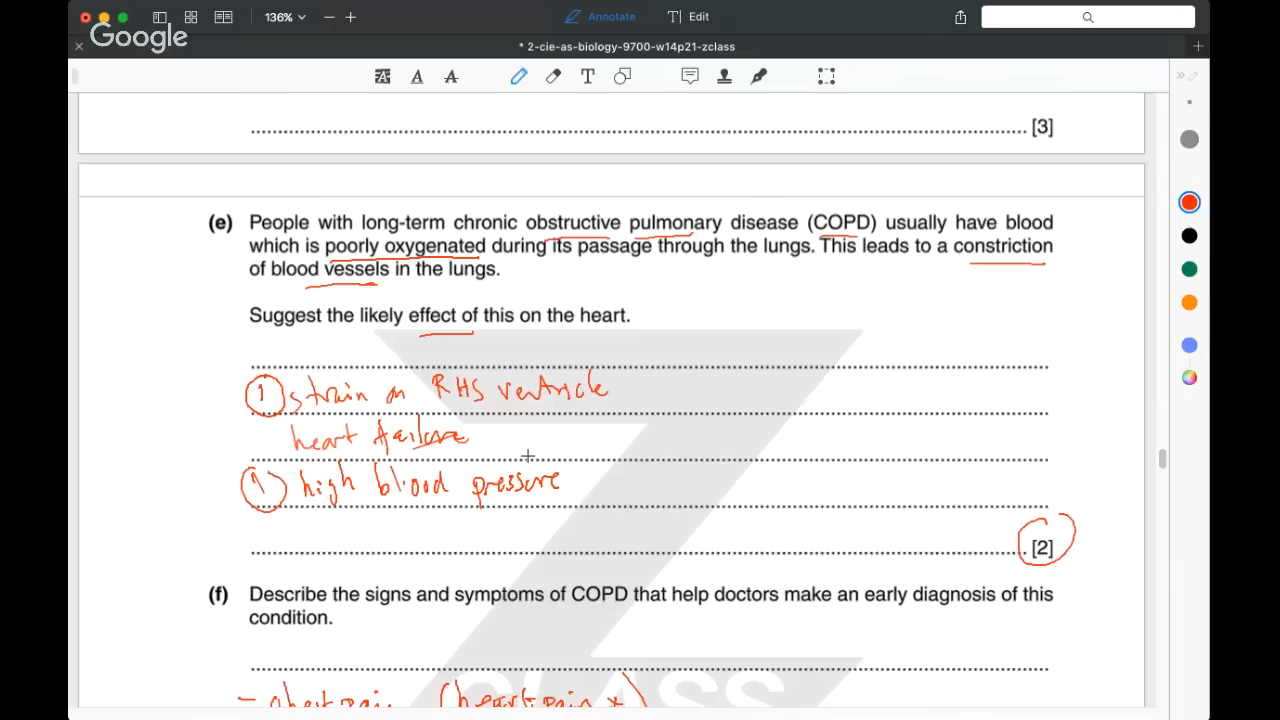 136%
Annotate
Edit
Google
* 2-cie-as-biology-9700-w14p21-zclass
[3]
(e) People with long-term chronic obstructive pulmonary disease (COPD) usually have blood
which is poorly oxygenated during its passage through the lungs. This leads to a constriction
of blood vessels in the lungs.
Suggest the likely effect of this on the heart.
1 strain on RHS ventricle
heart failure
1 high blood pressure
[2]
(f) Describe the signs and symptoms of COPD that help doctors make an early diagnosis of this
condition.
CLASS